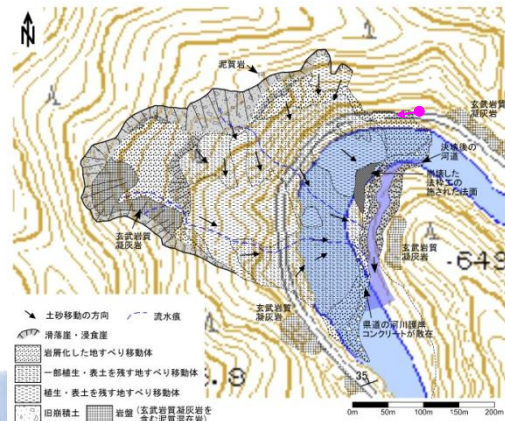 N
泥質岩
玄武岩質
凝灰岩
決壊後の
河道
崩壊した
法枠工の
施された法面
玄武岩質
凝灰岩
-649
玄武岩質
凝灰岩
玄武岩質
凝灰岩
県道の河川護岸
コンクリートが散在
35
土砂移動の方向
流水痕
滑落崖・浸食崖
岩屑化した地すべり移動体
一部植生・表土を残す地すべり移動体
植生・表土を残す地すべり移動体
旧崩積土
岩盤（玄武岩質凝灰岩を
含む泥質混在岩）
0m 50m 100m 150m 200m